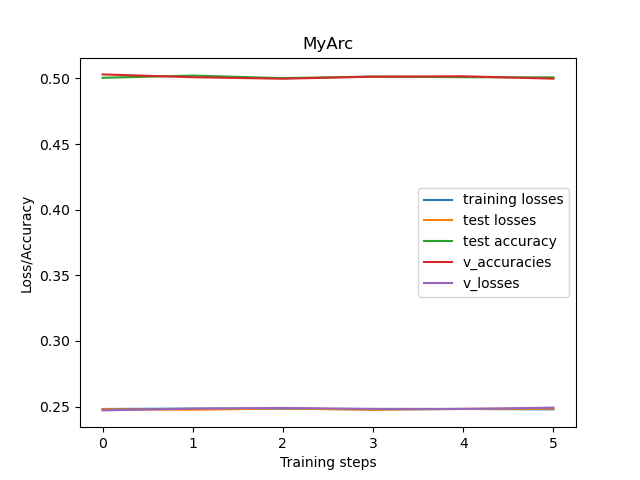 MyArc
Loss/Accuracy
0.50
0.45
0.40
0.35
0.30
0.25
training losses
test losses
test accuracy
v_accuracies
v_losses
0 1 2 3 4 5
Training steps